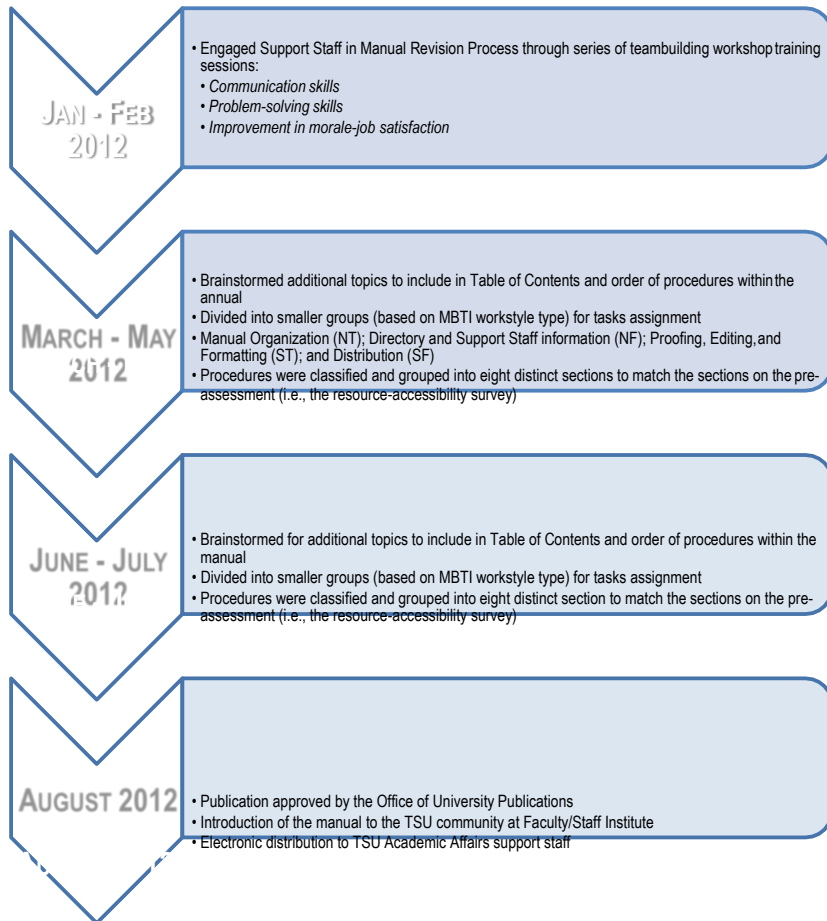 JAN - FEB
2012
• Engaged Support Staff in Manual Revision Process through series of teambuilding workshop training
sessions:
• Communication skills
• Problem-solving skills
• Improvement in morale-job satisfaction
MARCH - MAY
2012
• Brainstormed additional topics to include in Table of Contents and order of procedures within the
annual
• Divided into smaller groups (based on MBTI workstyle type) for tasks assignment
• Manual Organization (NT); Directory and Support Staff information (NF); Proofing, Editing, and
Formatting (ST); and Distribution (SF)
• Procedures were classified and grouped into eight distinct sections to match the sections on the pre-
assessment (i.e., the resource-accessibility survey)
JUNE - JULY
2012
• Brainstormed for additional topics to include in Table of Contents and order of procedures within the
manual
• Divided into smaller groups (based on MBTI workstyle type) for tasks assignment
• Procedures were classified and grouped into eight distinct section to match the sections on the pre-
assessment (i.e., the resource-accessibility survey)
AUGUST 2012
• Publication approved by the Office of University Publications
• Introduction of the manual to the TSU community at Faculty/Staff Institute
• Electronic distribution to TSU Academic Affairs support staff